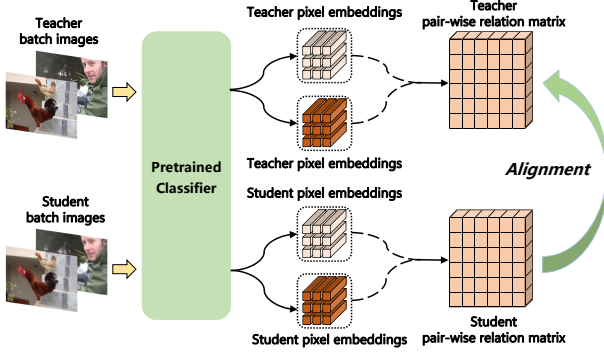 Teacher
batch images
Teacher pixel embeddings
Teacher
pair-wise relation matrix
Pretrained
Classifier
Teacher pixel embeddings
Alignment
Student
batch images
Student pixel embeddings
Student pixel embeddings
Student
pair-wise relation matrix